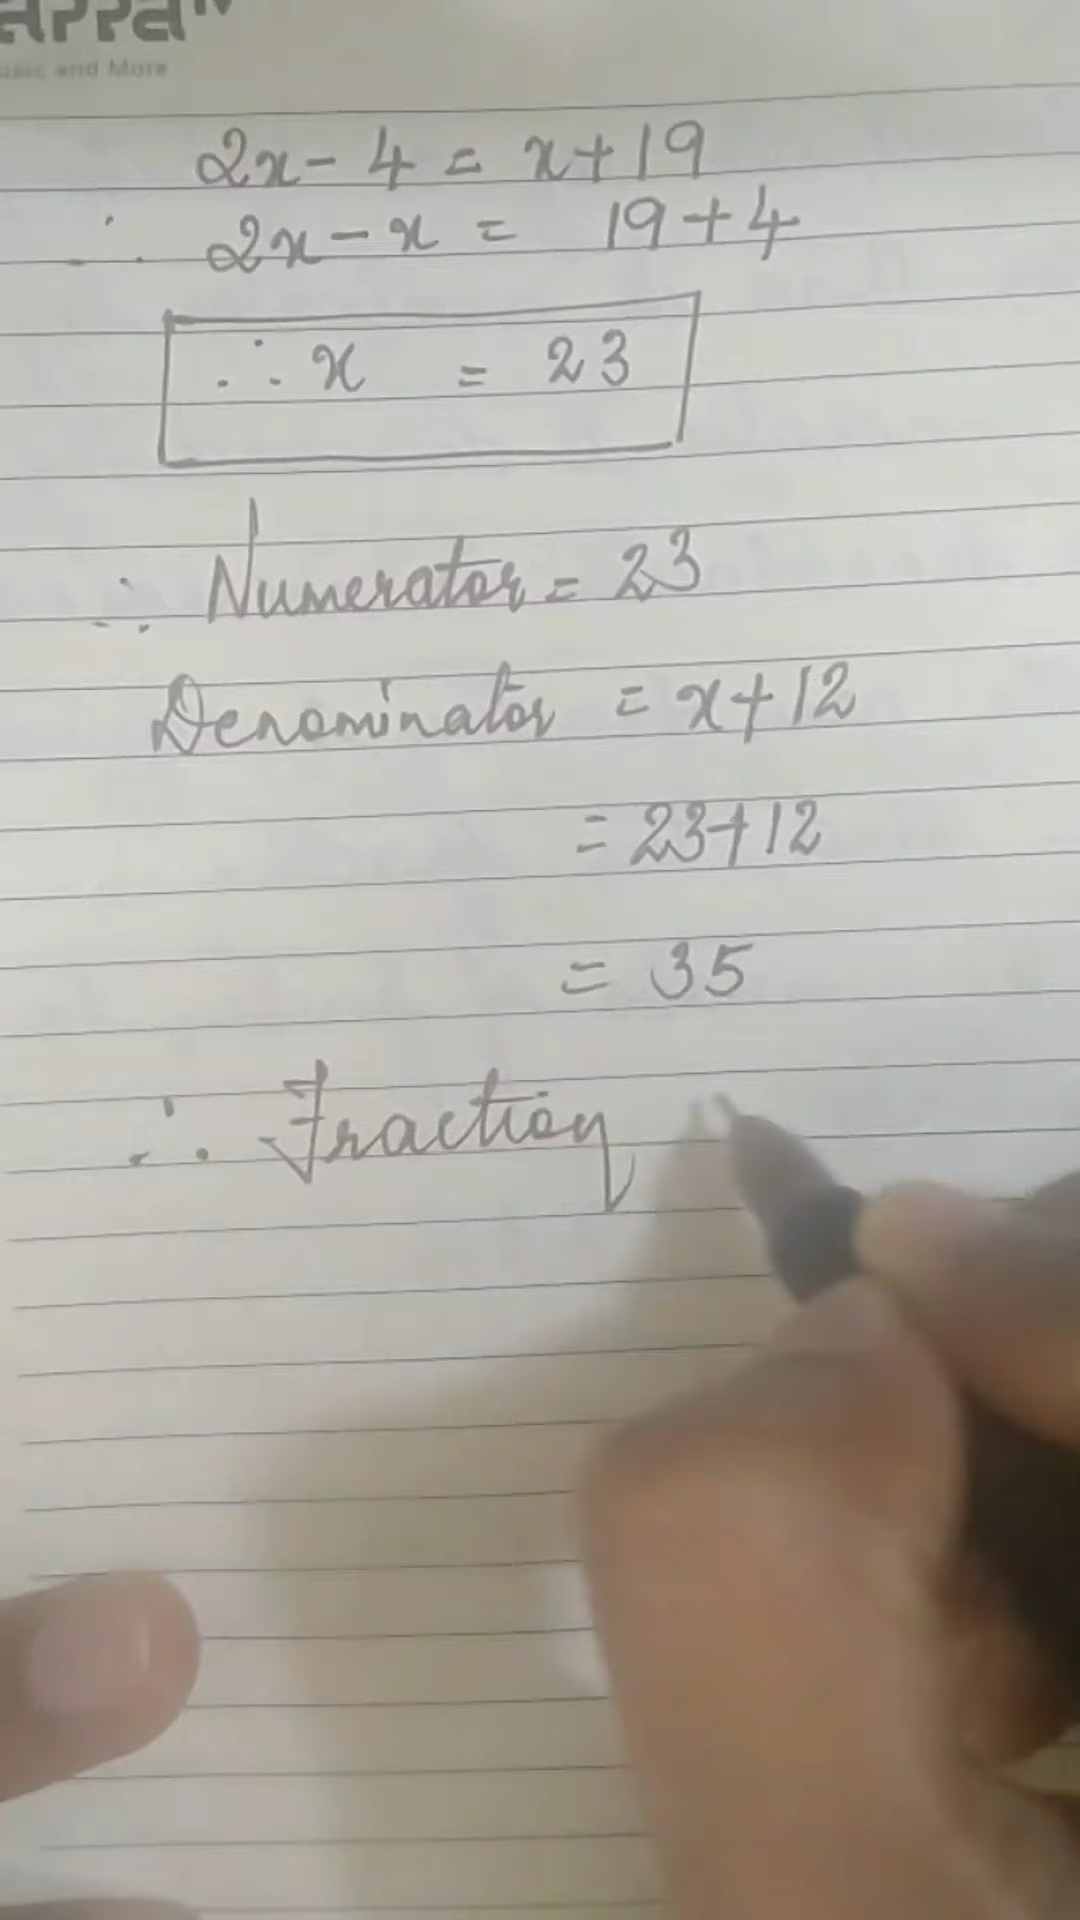 2x - 4 = x + 19
∴ 2x - x = 19 + 4
∴ x = 23
∴ Numerator = 23
Denominator = x + 12
= 23 + 12
= 35
∴ Fraction